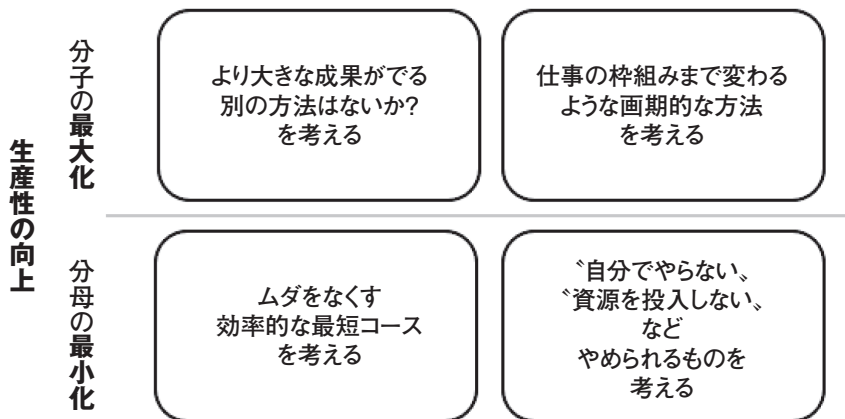 生産性の向上
分子の最大化
より大きな成果がでる
別の方法はないか?
を考える
仕事の枠組みまで変わる
ような画期的な方法
を考える
分母の最小化
ムダをなくす
効率的な最短コース
を考える
〝自分でやらない〟
〝資源を投入しない〟
など
やめられるものを
考える